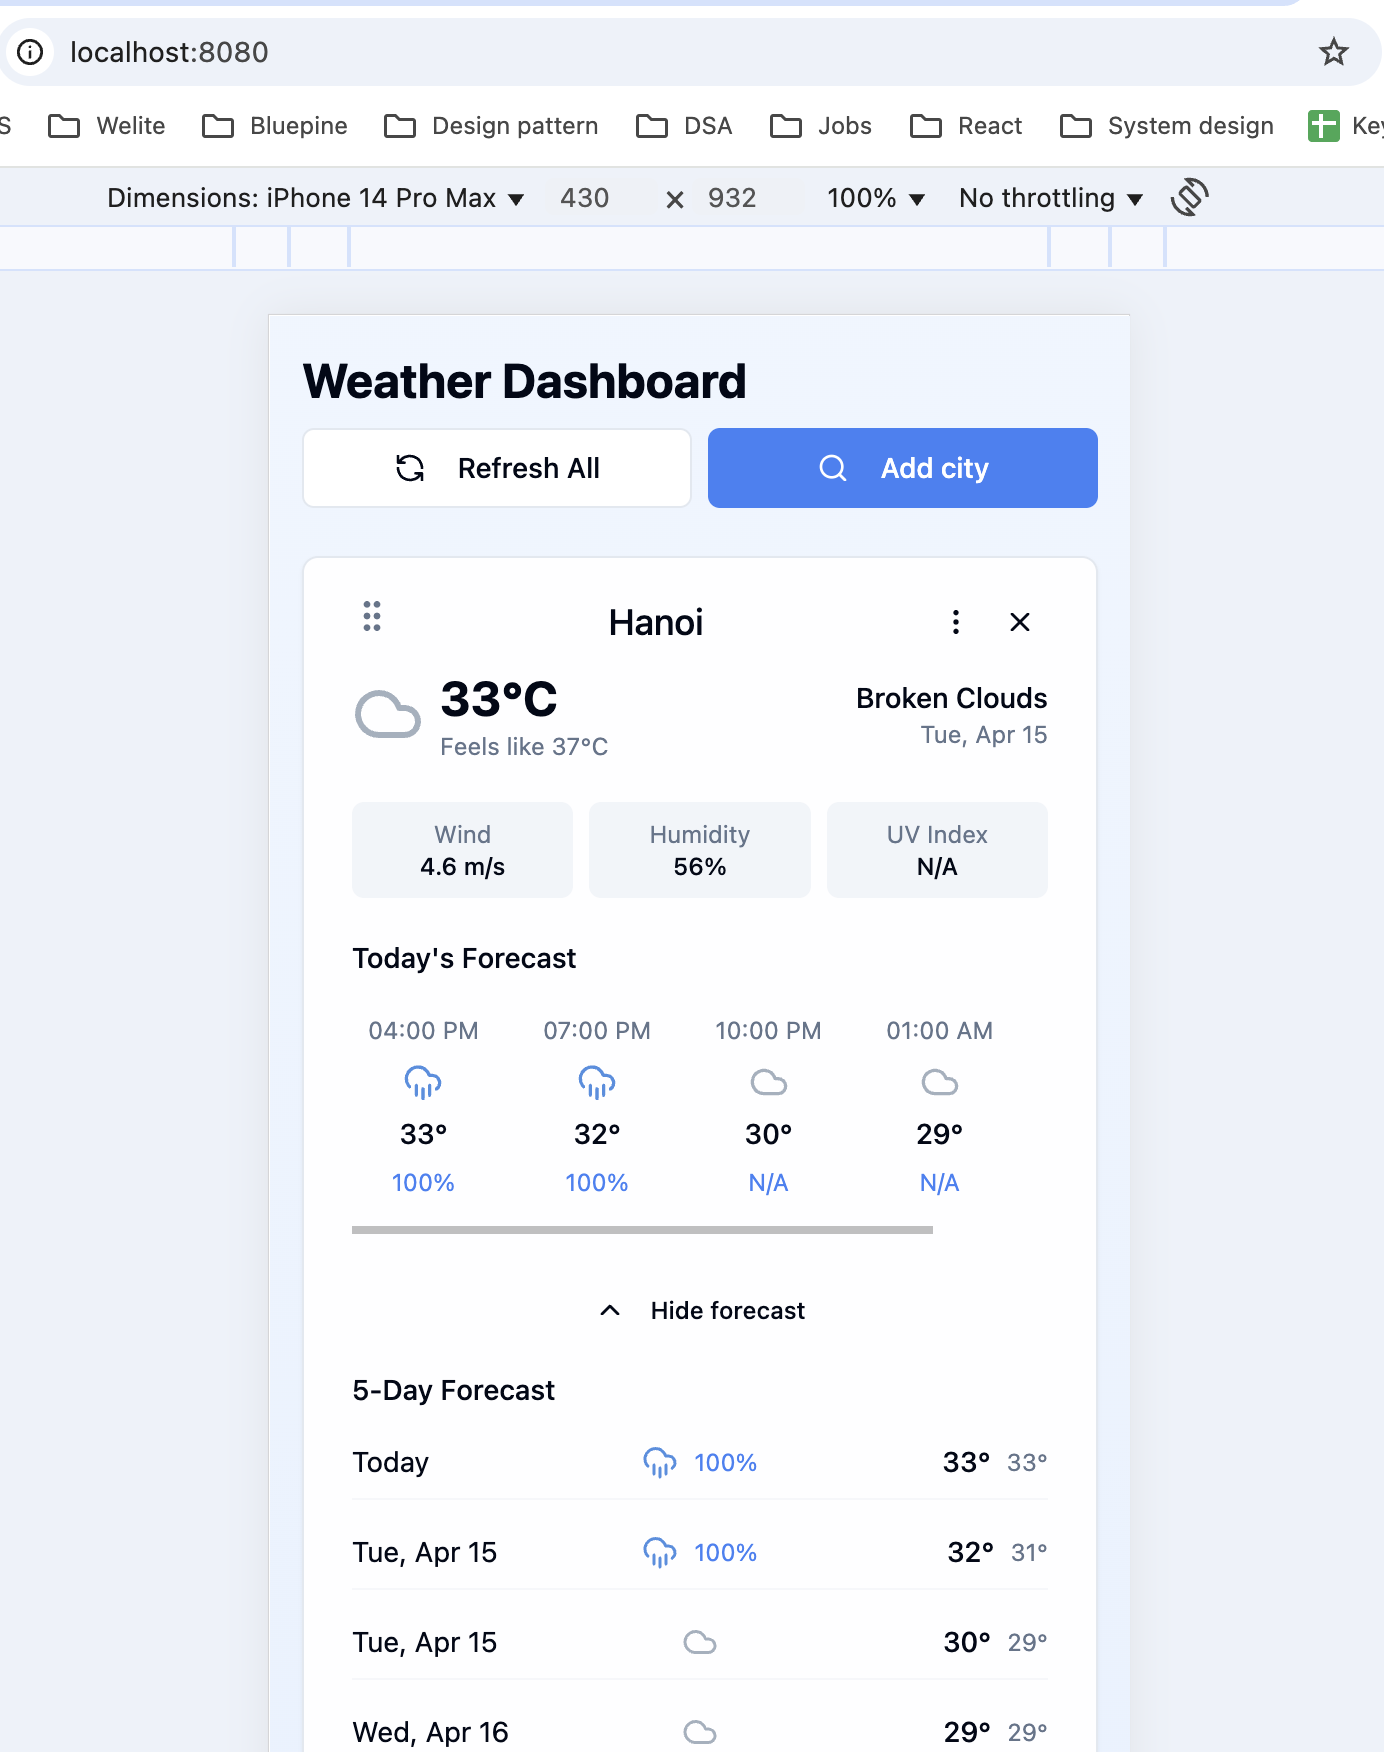 localhost:8080
S Welite Bluepine Design pattern DSA Jobs React System design Key
Dimensions: iPhone 14 Pro Max 430 × 932 100% No throttling
Weather Dashboard
Refresh All Add city
Hanoi
33°C
Feels like 37°C
Broken Clouds
Tue, Apr 15
Wind Humidity UV Index
4.6 m/s 56% N/A
Today's Forecast
04:00 PM 07:00 PM 10:00 PM 01:00 AM
33° 32° 30° 29°
100% 100% N/A N/A
Hide forecast
5-Day Forecast
Today 100% 33° 33°
Tue, Apr 15 100% 32° 31°
Tue, Apr 15 30° 29°
Wed, Apr 16 29° 29°